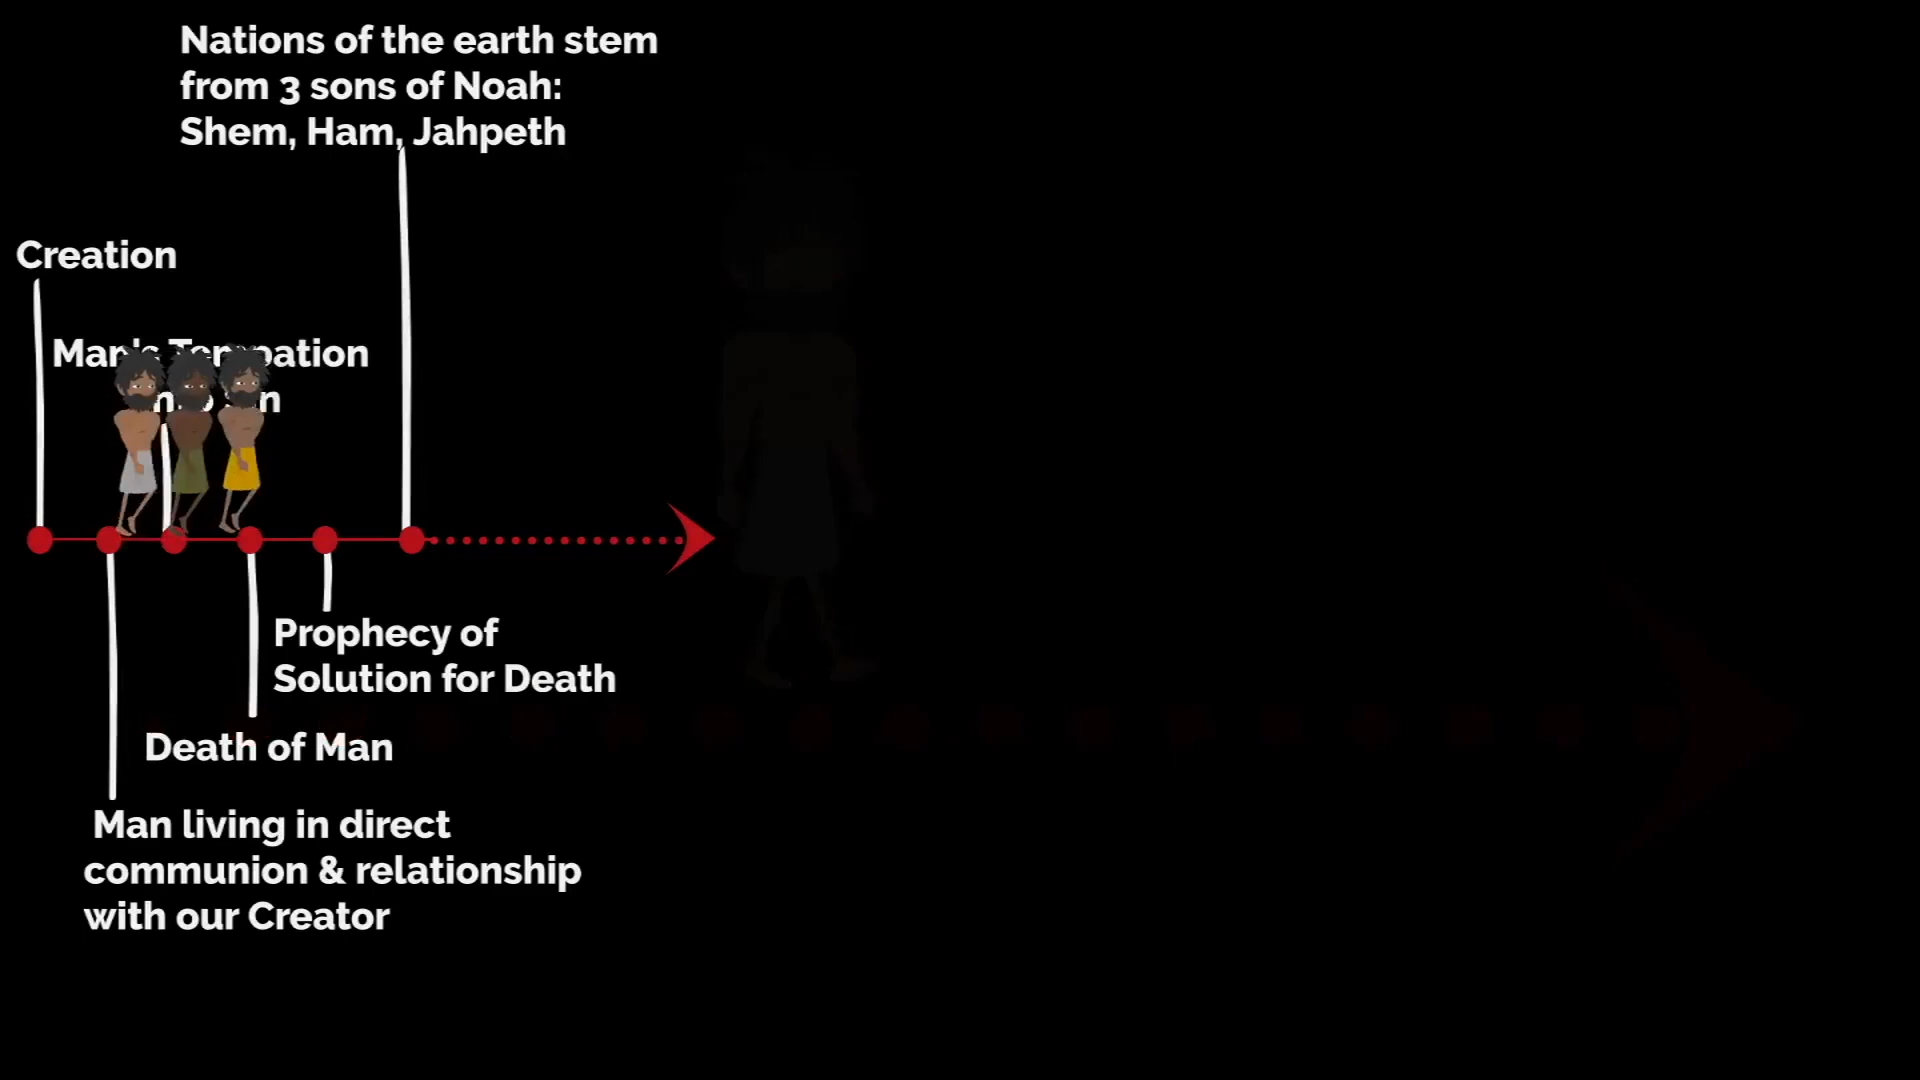 Nations of the earth stem
from 3 sons of Noah:
Shem, Ham, Jahpeth
Creation
Prophecy of
Solution for Death
Death of Man
Man living in direct
communion & relationship
with our Creator